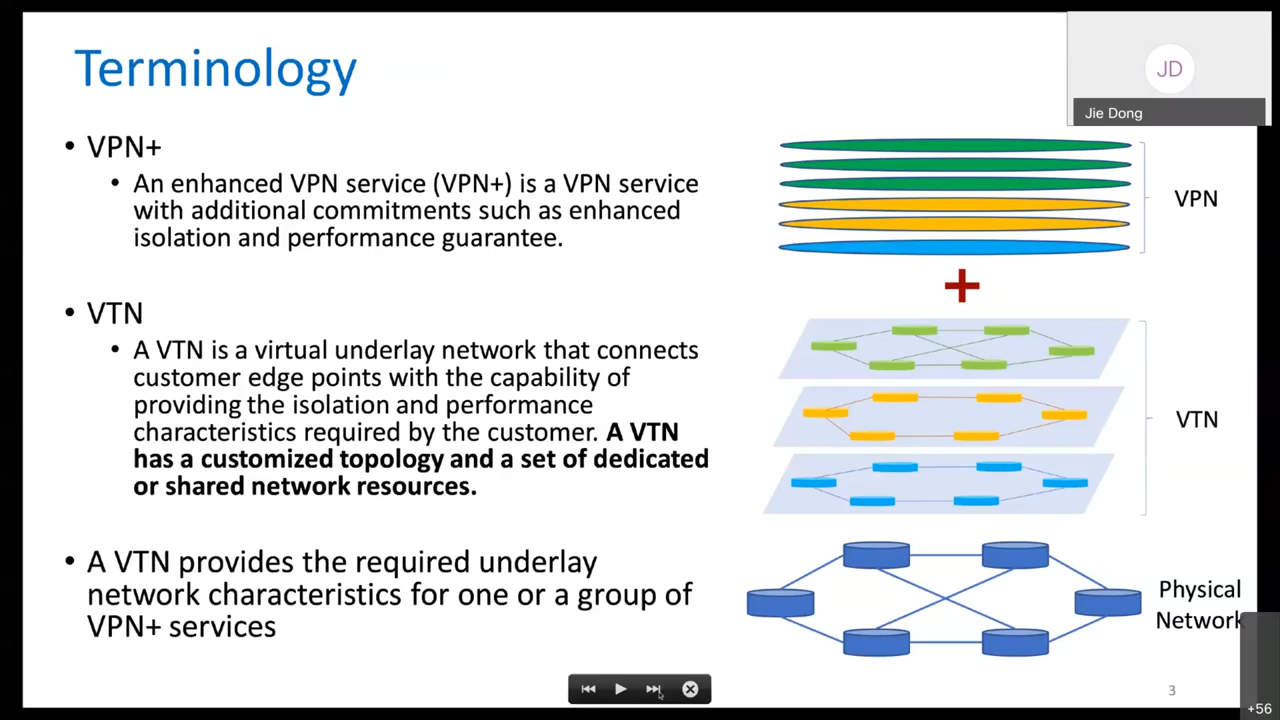 Terminology
JD
Jie Dong
• VPN+
• An enhanced VPN service (VPN+) is a VPN service
with additional commitments such as enhanced
isolation and performance guarantee.
• VTN
• A VTN is a virtual underlay network that connects
customer edge points with the capability of
providing the isolation and performance
characteristics required by the customer. A VTN
has a customized topology and a set of dedicated
or shared network resources.
• A VTN provides the required underlay
network characteristics for one or a group of
VPN+ services
VPN
+
VTN
Physical
Network
3
+56